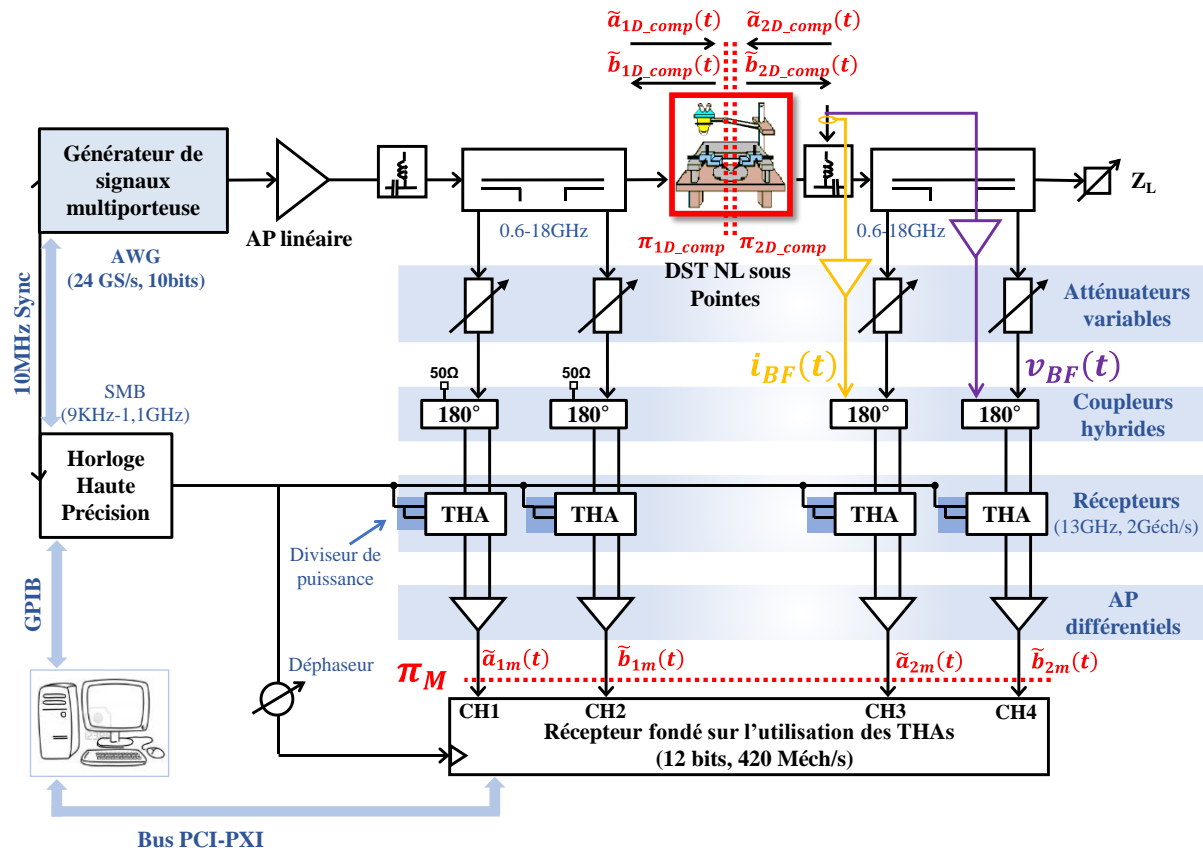 ã1D_comp(t)
ã2D_comp(t)
b̃1D_comp(t)
b̃2D_comp(t)
Générateur de
signaux
multiporteuse
AP linéaire
AWG
(24 GS/s, 10bits)
0.6-18GHz
π1D_comp
π2D_comp
0.6-18GHz
ZL
DST NL sous
Pointes
Atténuateurs
variables
10MHz Sync
SMB
(9KHz-1,1GHz)
iBF(t)
vBF(t)
50Ω
50Ω
180°
180°
180°
180°
Coupleurs
hybrides
Horloge
Haute
Précision
THA
THA
THA
THA
Récepteurs
(13GHz, 2Géch/s)
Diviseur de
puissance
GPIB
AP
différentiels
Déphaseur
πM
ã1m(t)
b̃1m(t)
ã2m(t)
b̃2m(t)
CH1
CH2
CH3
CH4
Récepteur fondé sur l’utilisation des THAs
(12 bits, 420 Méch/s)
Bus PCI-PXI